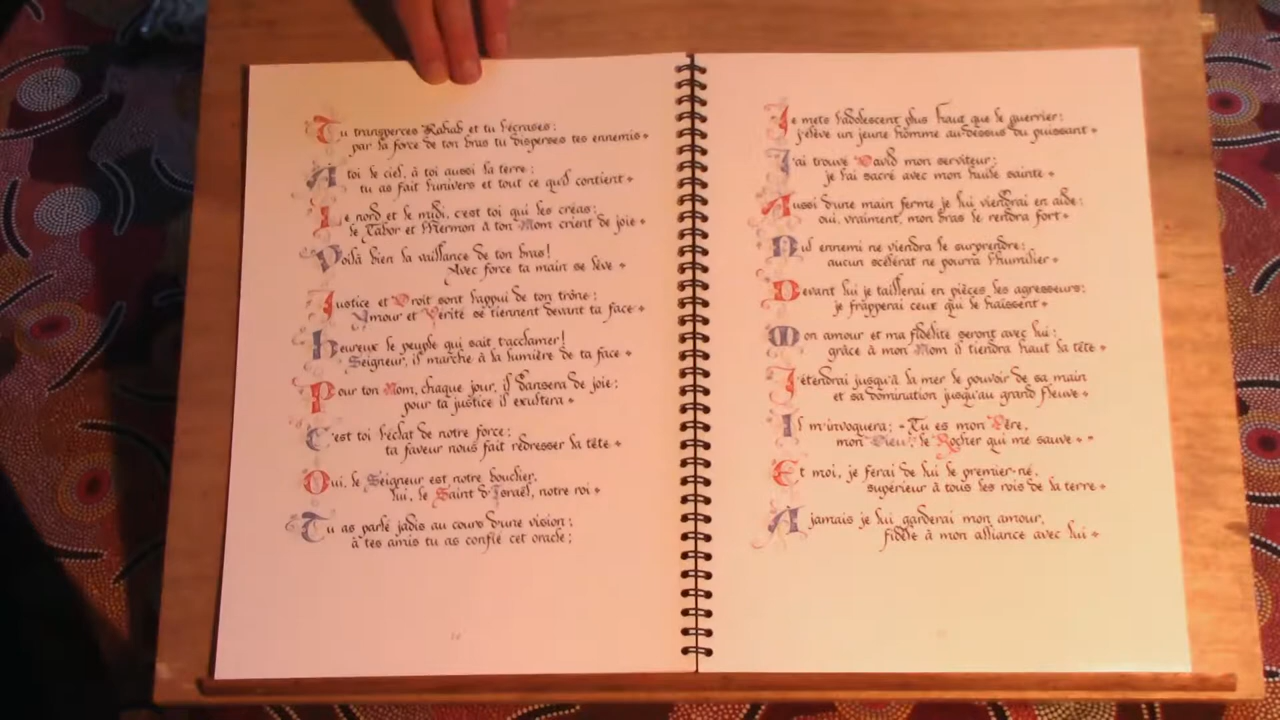 Tu transperces Rahab et tu l'écrases :
par la force de ton bras tu disperses tes ennemis
A toi le ciel, à toi aussi la terre :
tu as fait l'univers et tout ce qu'il contient
Le nord et le midi, c'est toi qui les créas :
le Tabor et l'Hermon à ton Nom crient de joie
Voilà bien la vaillance de ton bras !
Avec force ta main se lève
Justice et Droit sont l'appui de ton trône :
Amour et Vérité se tiennent devant ta face
Heureux le peuple qui sait t'acclamer !
Seigneur, il marche à la lumière de ta face
Pour ton Nom, chaque jour, il dansera de joie :
pour ta justice il exultera
C'est toi l'éclat de notre force :
ta faveur nous fait redresser la tête
Oui, le Seigneur est notre bouclier,
lui, le Saint d'Israël, notre roi
Tu as parlé jadis au cours d'une vision ;
à tes amis tu as confié cet oracle ;
Je mets l'adolescent plus haut que le guerrier :
j'élève un jeune homme au-dessus du puissant
J'ai trouvé David mon serviteur :
je l'ai sacré avec mon huile sainte
Aussi d'une main ferme je lui viendrai en aide :
oui, vraiment, mon bras le rendra fort
Nul ennemi ne viendra le surprendre :
aucun scélérat ne pourra l'humilier
Devant lui je taillerai en pièces les agresseurs :
je frapperai ceux qui le haïssent
Mon amour et ma fidélité seront avec lui :
grâce à mon Nom il tiendra haut la tête
J'étendrai jusqu'à la mer le pouvoir de sa main
et sa domination jusqu'au grand fleuve
Il m'invoquera : "Tu es mon Père,
mon Dieu, le Rocher qui me sauve"
Et moi, je ferai de lui le premier-né,
supérieur à tous les rois de la terre
A jamais je lui garderai mon amour,
fidèle à mon alliance avec lui